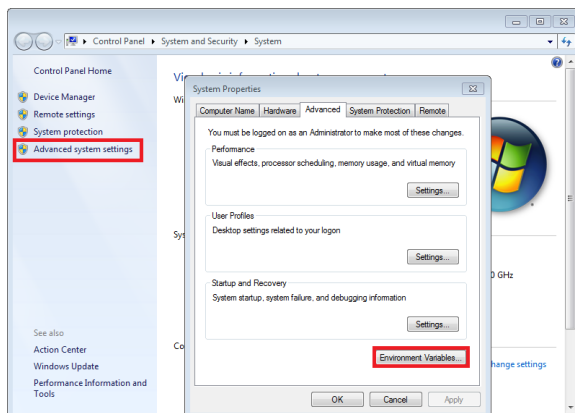 Control Panel ▸ System and Security ▸ System
Control Panel Home
Device Manager
Remote settings
System protection
Advanced system settings
See also
Action Center
Windows Update
Performance Information and
Tools
System Properties
Computer Name Hardware Advanced System Protection Remote
You must be logged on as an Administrator to make most of these changes.
Performance
Visual effects, processor scheduling, memory usage, and virtual memory
Settings...
User Profiles
Desktop settings related to your logon
Settings...
Startup and Recovery
System startup, system failure, and debugging information
Settings...
Environment Variables...
OK Cancel Apply
Wi
Sys
Co
0 GHz
hange settings